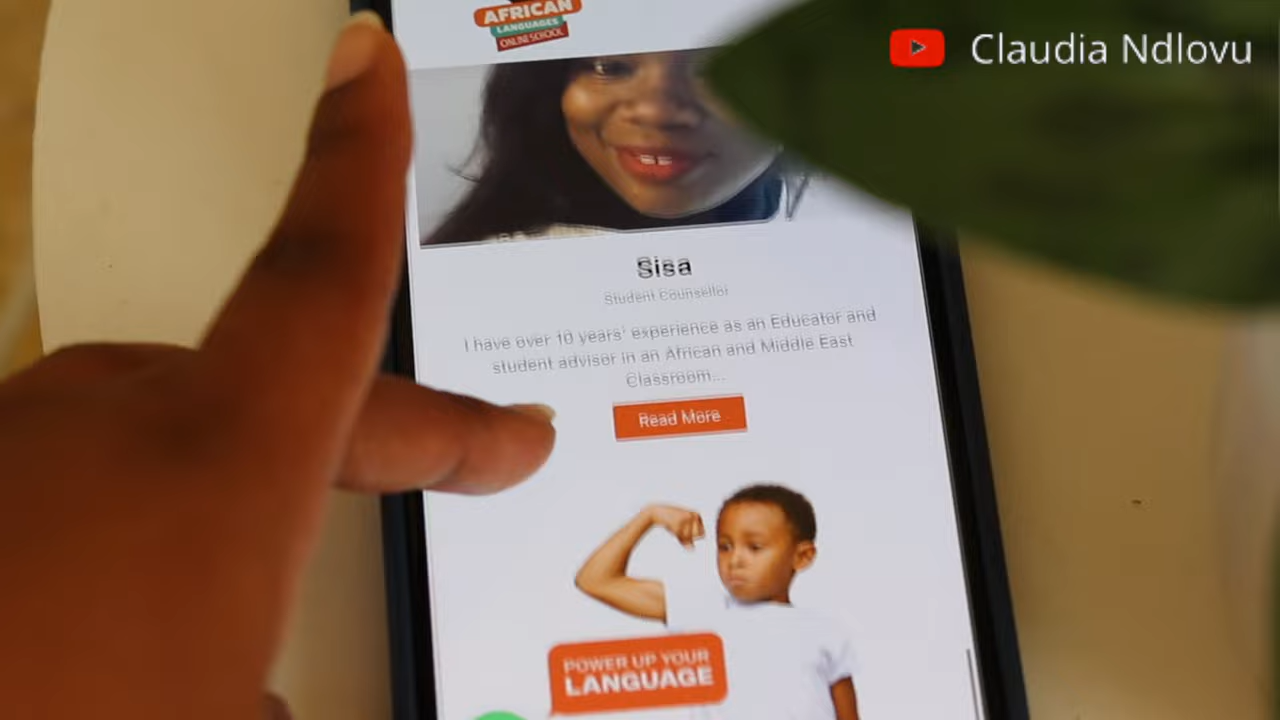 AFRICAN
LANGUAGES
ONLINE SCHOOL
Claudia Ndlovu
Sisa
Student Counsellor
I have over 10 years' experience as an Educator and
student advisor in an African and Middle East
Classroom...
Read More
POWER UP YOUR
LANGUAGE